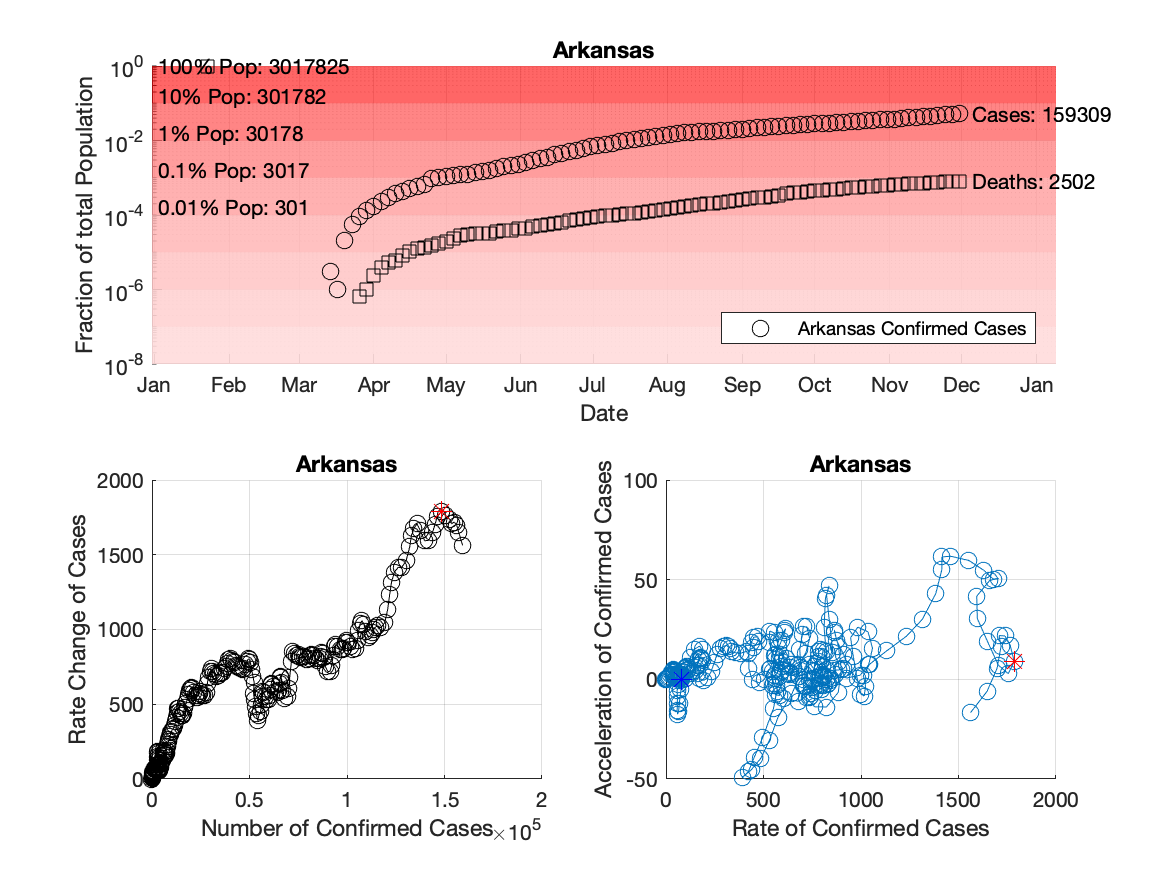 Arkansas
10^0
10^-2
10^-4
10^-6
10^-8
Fraction of total Population
100% Pop: 3017825
10% Pop: 301782
1% Pop: 30178
0.1% Pop: 3017
0.01% Pop: 301
Cases: 159309
Deaths: 2502
Arkansas Confirmed Cases
Jan Feb Mar Apr May Jun Jul Aug Sep Oct Nov Dec Jan
Date
Arkansas
2000
1500
1000
500
0
Rate Change of Cases
0 0.5 1 1.5 2
Number of Confirmed Cases
×10^5
Arkansas
100
50
0
-50
Acceleration of Confirmed Cases
0 500 1000 1500 2000
Rate of Confirmed Cases